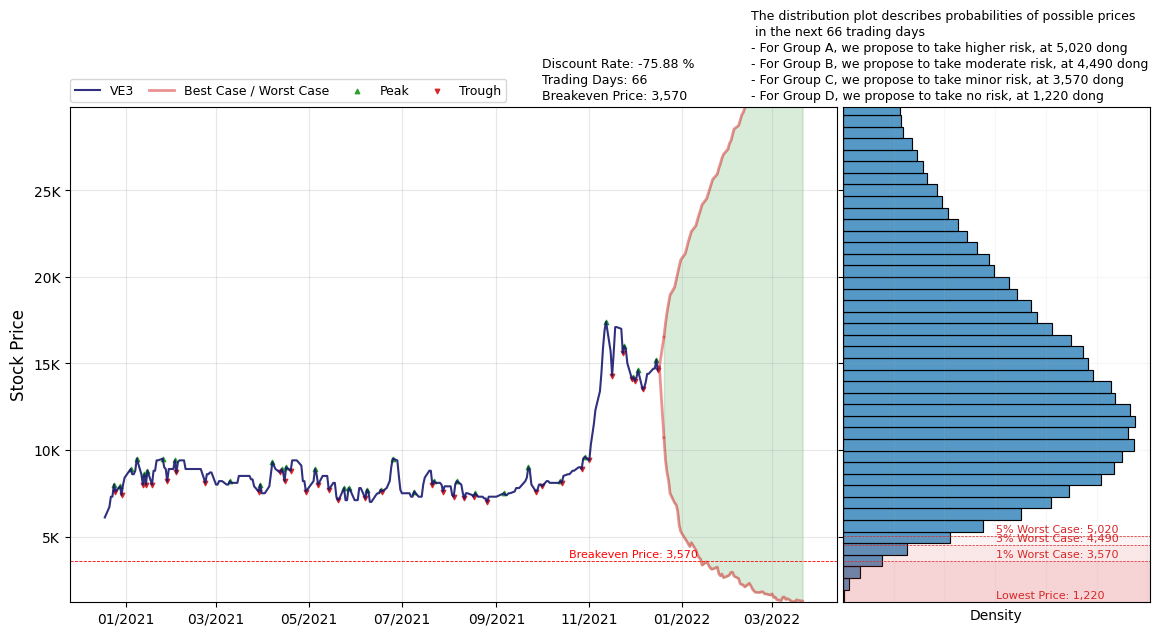 The distribution plot describes probabilities of possible prices
in the next 66 trading days
- For Group A, we propose to take higher risk, at 5,020 dong
- For Group B, we propose to take moderate risk, at 4,490 dong
- For Group C, we propose to take minor risk, at 3,570 dong
- For Group D, we propose to take no risk, at 1,220 dong
Discount Rate: -75.88 %
Trading Days: 66
Breakeven Price: 3,570
VE3
Best Case / Worst Case
Peak
Trough
Stock Price
25K
20K
15K
10K
5K
Breakeven Price: 3,570
5% Worst Case: 5,020
3% Worst Case: 4,490
1% Worst Case: 3,570
Lowest Price: 1,220
01/2021
03/2021
05/2021
07/2021
09/2021
11/2021
01/2022
03/2022
Density